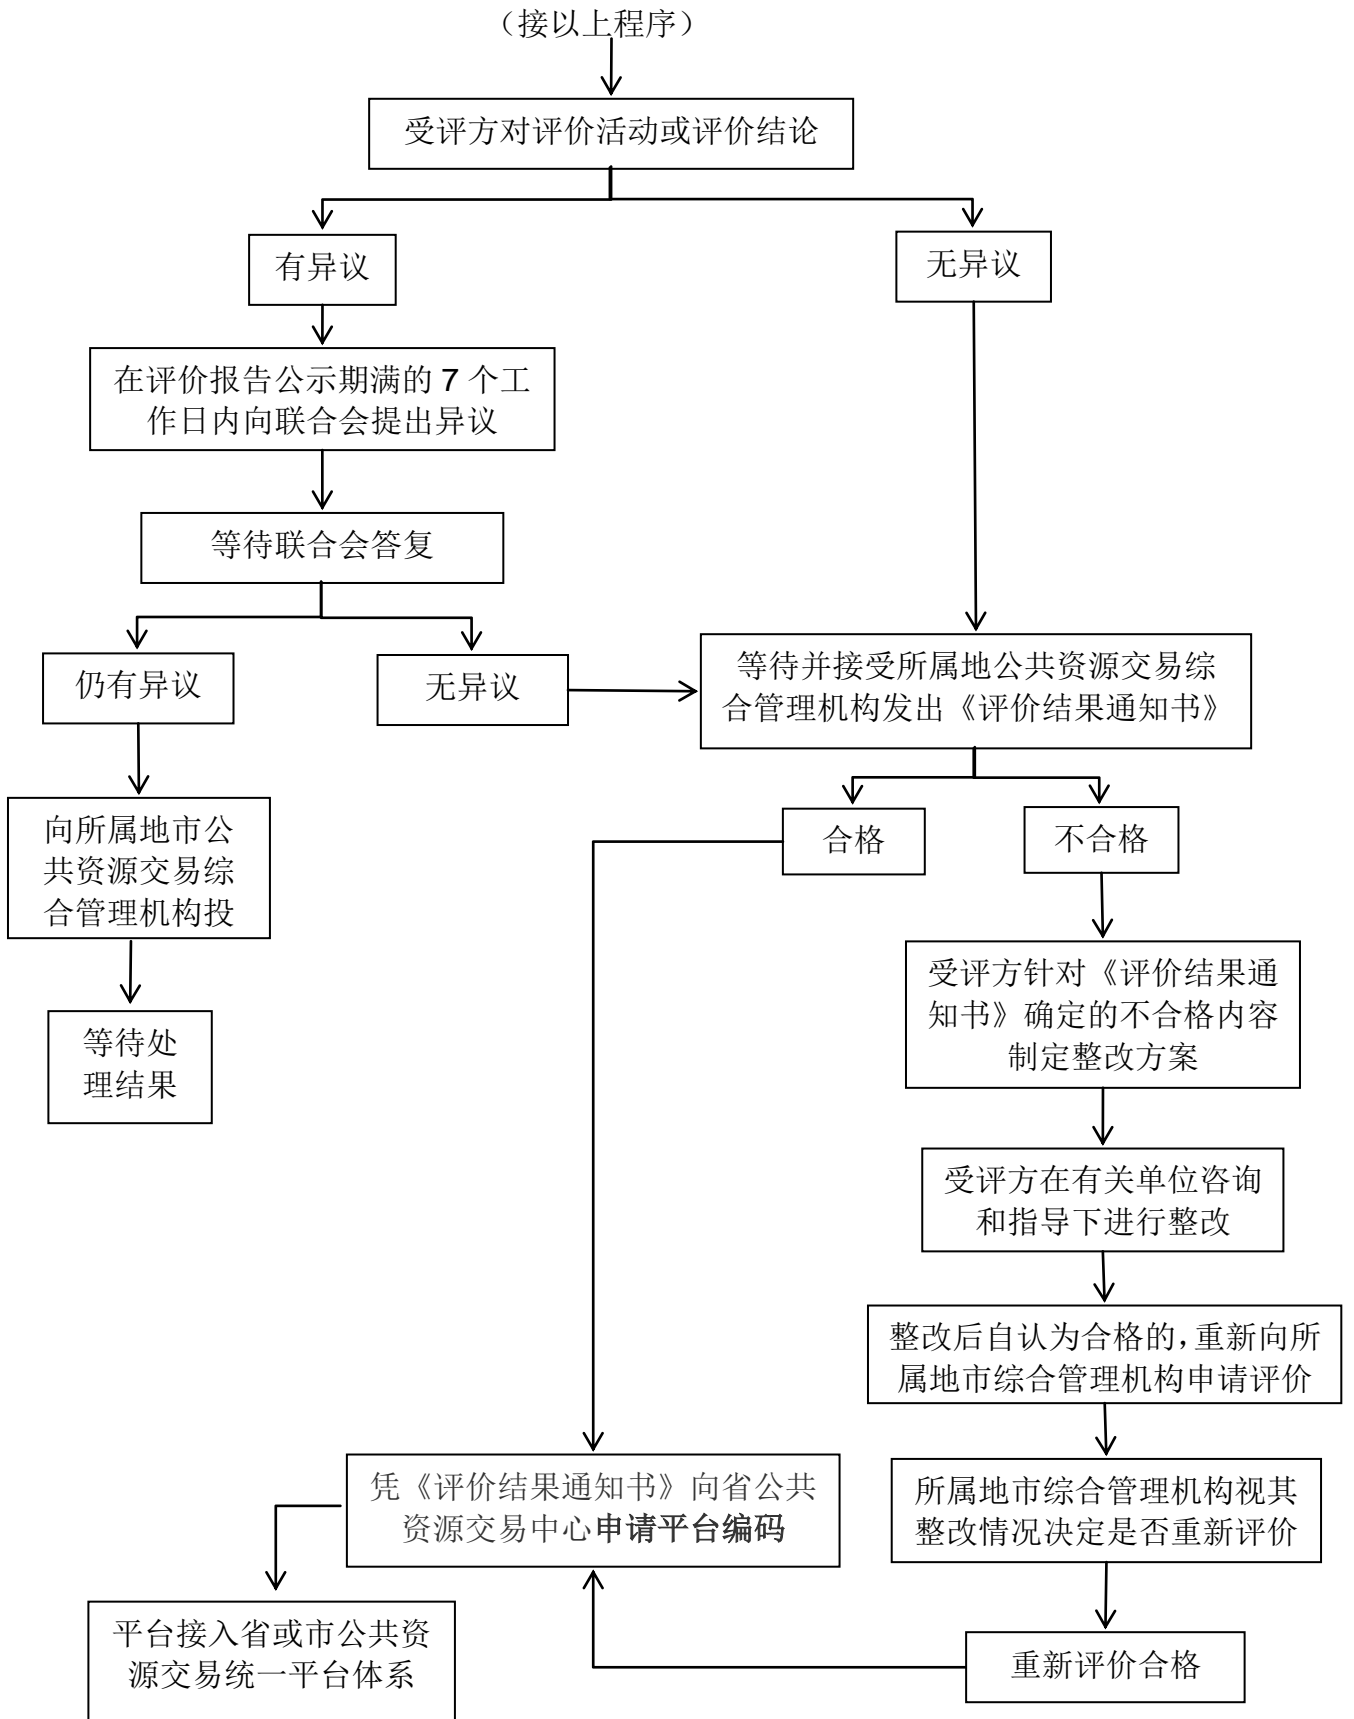 （接以上程序）
受评方对评价活动或评价结论
有异议
无异议
在评价报告公示期满的 7 个工
作日内向联合会提出异议
等待联合会答复
仍有异议
无异议
等待并接受所属地公共资源交易综
合管理机构发出《评价结果通知书》
向所属地市公
共资源交易综
合管理机构投
合格
不合格
等待处
理结果
受评方针对《评价结果通
知书》确定的不合格内容
制定整改方案
受评方在有关单位咨询
和指导下进行整改
整改后自认为合格的，重新向所
属地市综合管理机构申请评价
凭《评价结果通知书》向省公共
资源交易中心申请平台编码
所属地市综合管理机构视其
整改情况决定是否重新评价
平台接入省或市公共资
源交易统一平台体系
重新评价合格